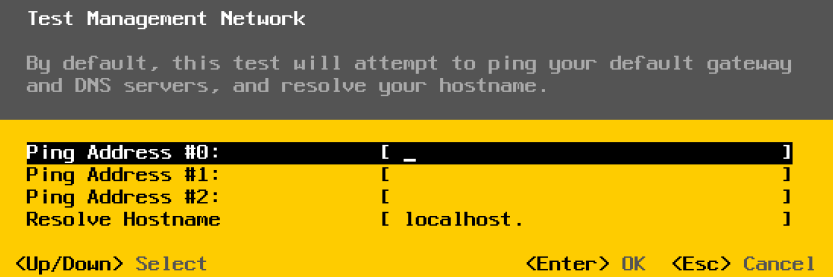 Test Management Network
By default, this test will attempt to ping your default gateway
and DNS servers, and resolve your hostname.
Ping Address #0: [ _ ]
Ping Address #1: [ ]
Ping Address #2: [ ]
Resolve Hostname [ localhost. ]
<Up/Down> Select <Enter> OK <Esc> Cancel